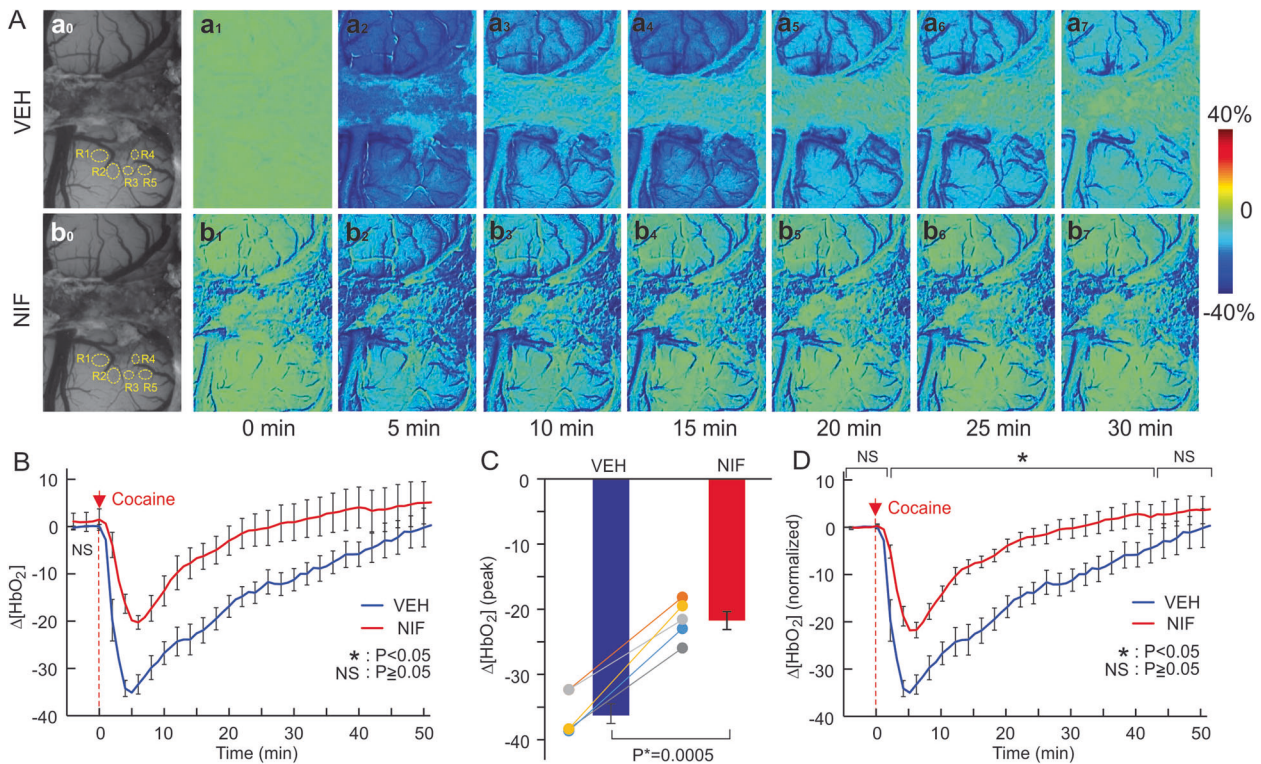 A
VEH
a0
a1
a2
a3
a4
a5
a6
a7
R1
R4
R2
R3
R5
40%
0
-40%
NIF
b0
b1
b2
b3
b4
b5
b6
b7
R1
R4
R2
R3
R5
0 min
5 min
10 min
15 min
20 min
25 min
30 min
B
Δ[HbO2]
10
0
-10
-20
-30
-40
Cocaine
NS
VEH
NIF
* : P<0.05
NS : P≧0.05
0
10
20
30
40
50
Time (min)
C
VEH
NIF
Δ[HbO2] (peak)
0
-10
-20
-30
-40
P*=0.0005
D
NS
*
NS
Δ[HbO2] (normalized)
10
0
-10
-20
-30
-40
Cocaine
VEH
NIF
* : P<0.05
NS : P≧0.05
0
10
20
30
40
50
Time (min)